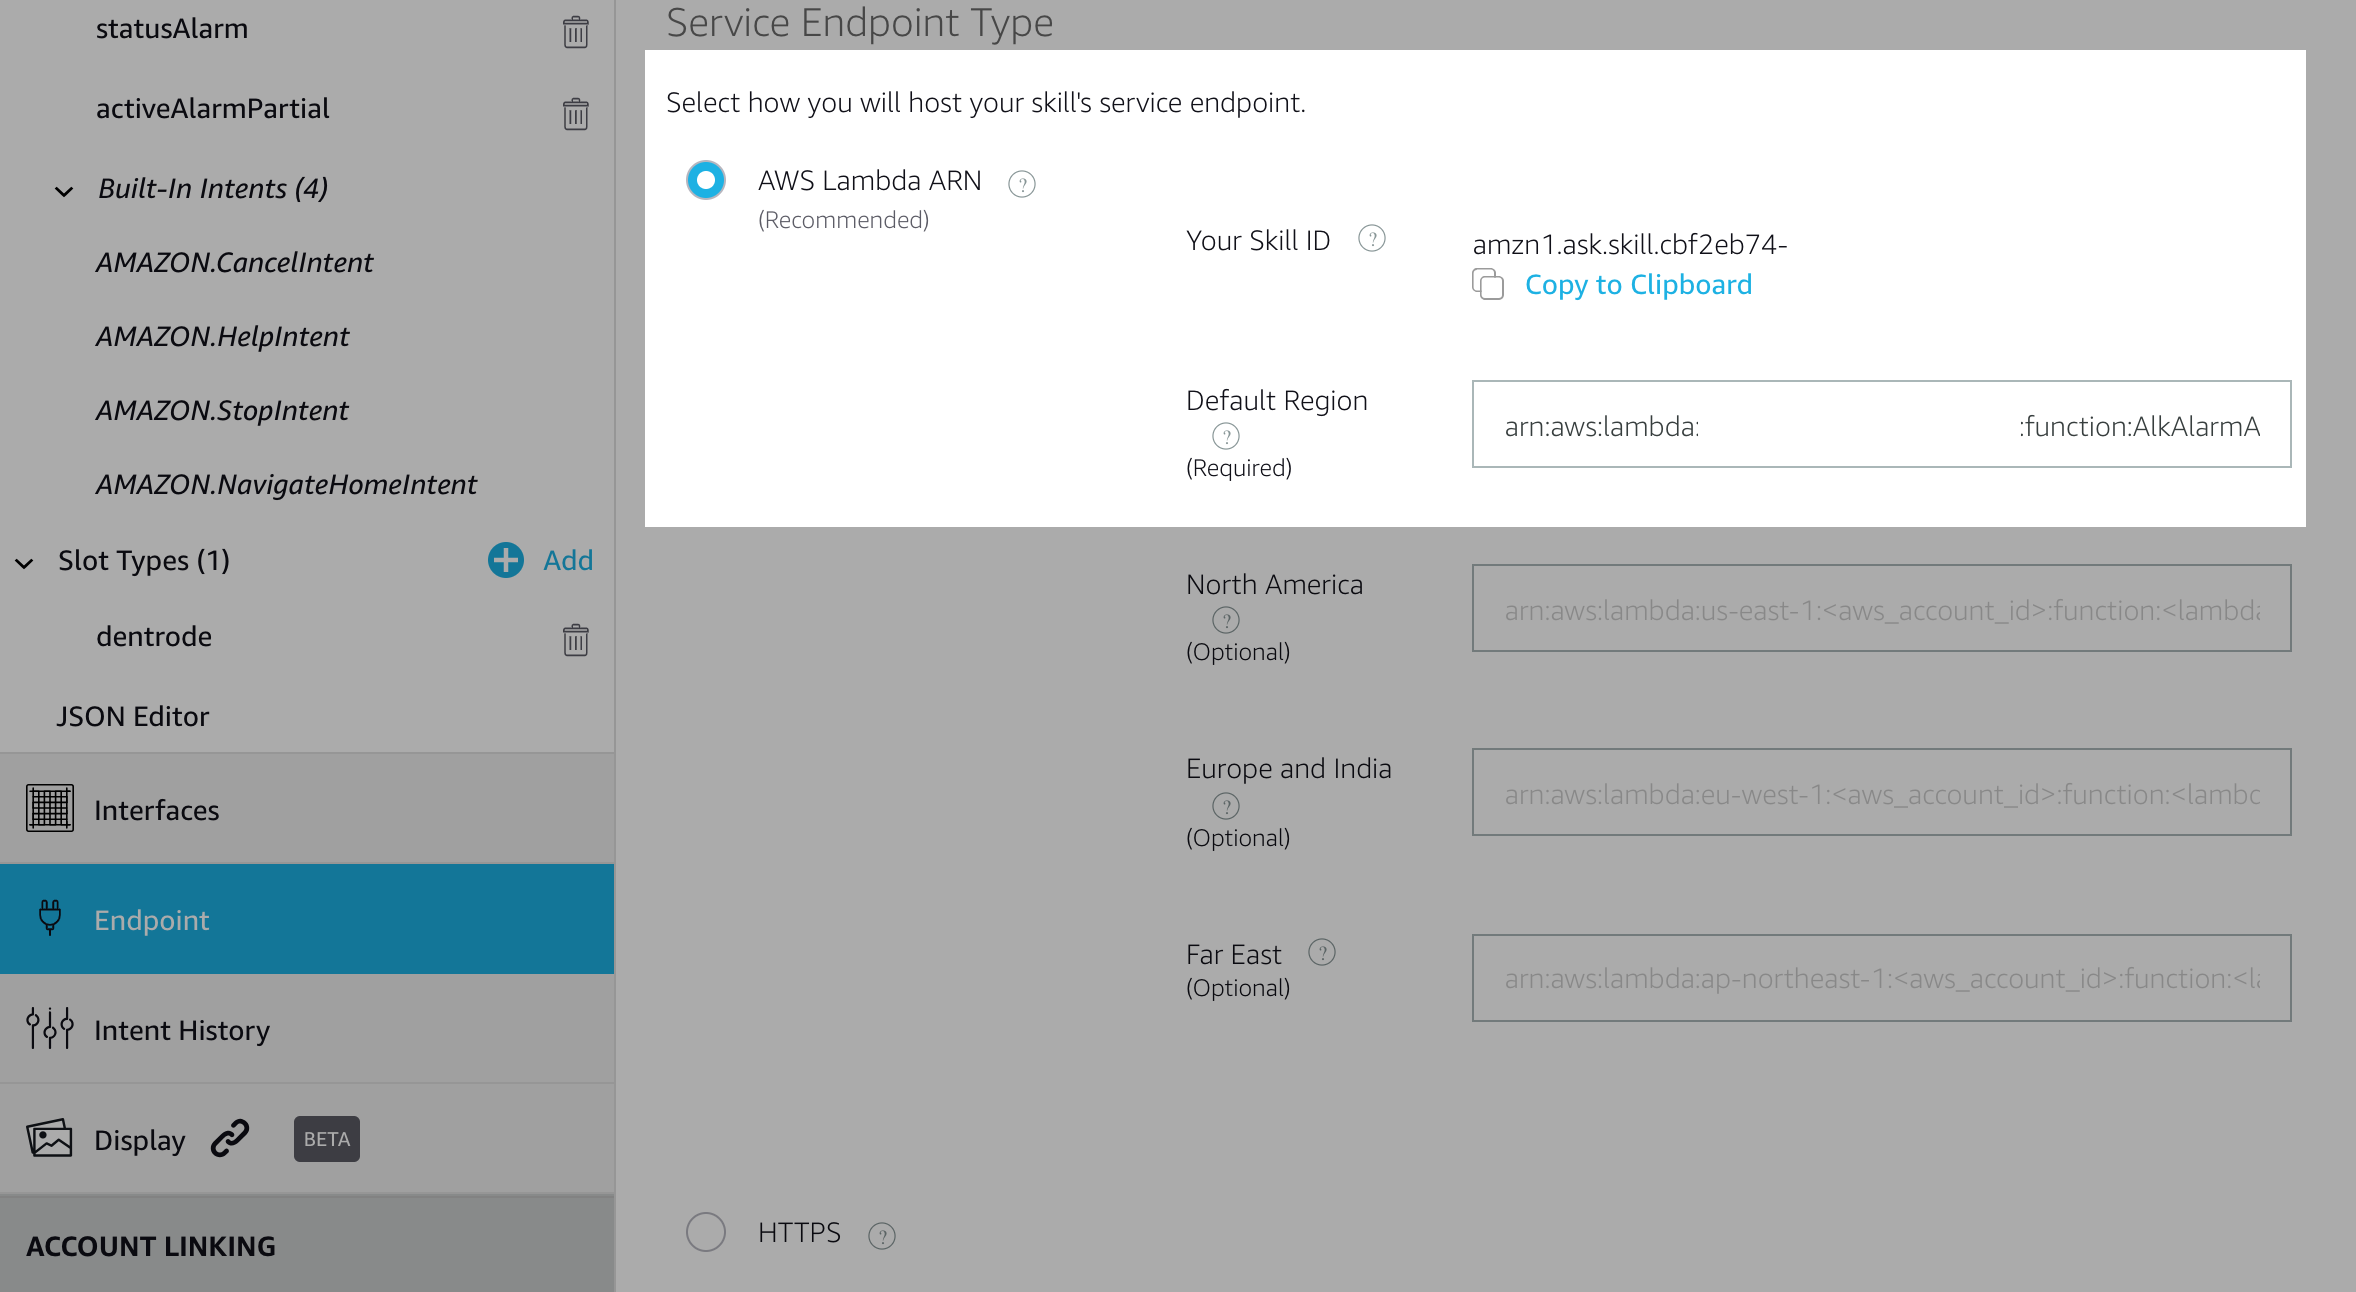 statusAlarm
activeAlarmPartial
Built-In Intents (4)
AMAZON.CancelIntent
AMAZON.HelpIntent
AMAZON.StopIntent
AMAZON.NavigateHomeIntent
Slot Types (1)
Add
dentrode
JSON Editor
Interfaces
Endpoint
Intent History
Display
BETA
ACCOUNT LINKING
Service Endpoint Type
Select how you will host your skill's service endpoint.
AWS Lambda ARN
(Recommended)
Your Skill ID
amzn1.ask.skill.cbf2eb74-
Copy to Clipboard
Default Region
(Required)
arn:aws:lambda: :function:AlkAlarmA
North America
(Optional)
arn:aws:lambda:us-east-1:<aws_account_id>:function:<lambda
Europe and India
(Optional)
arn:aws:lambda:eu-west-1:<aws_account_id>:function:<lambc
Far East
(Optional)
arn:aws:lambda:ap-northeast-1:<aws_account_id>:function:<la
HTTPS